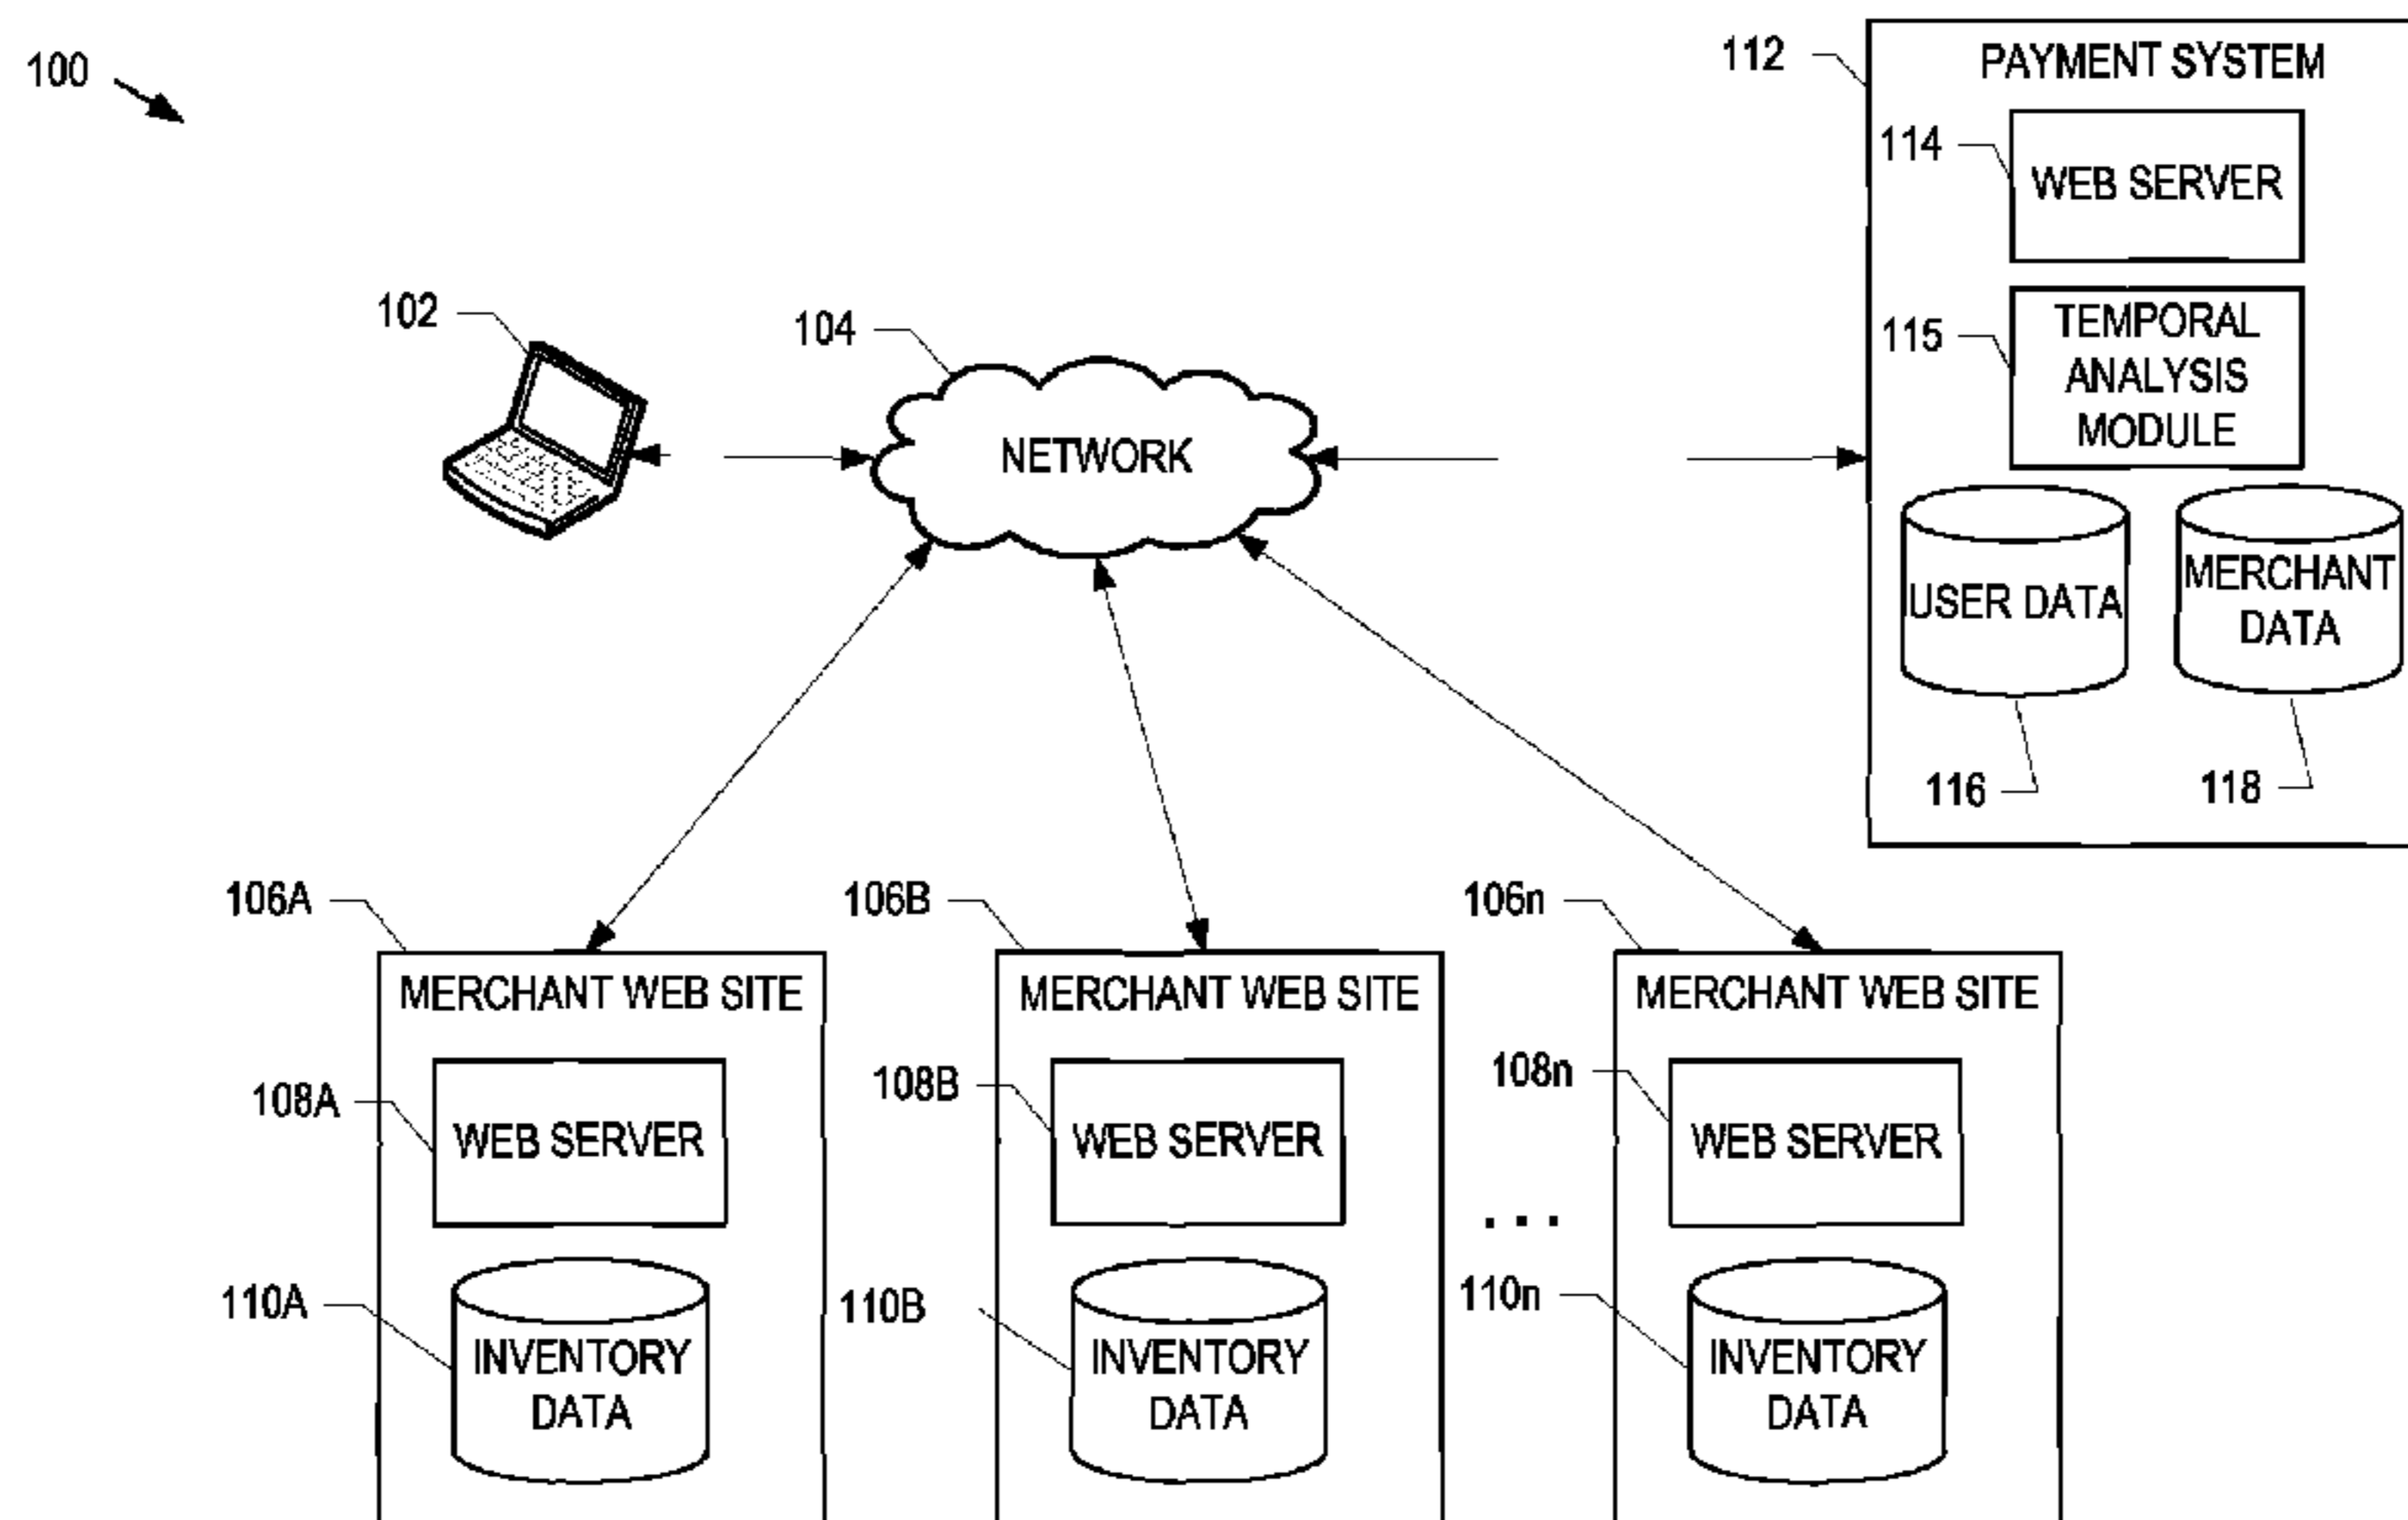 100
112
PAYMENT SYSTEM
114
WEB SERVER
115
TEMPORAL
ANALYSIS
MODULE
USER DATA
MERCHANT
DATA
116
118
102
104
NETWORK
106A
MERCHANT WEB SITE
108A
WEB SERVER
110A
INVENTORY
DATA
106B
MERCHANT WEB SITE
108B
WEB SERVER
110B
INVENTORY
DATA
. . .
106n
MERCHANT WEB SITE
108n
WEB SERVER
110n
INVENTORY
DATA